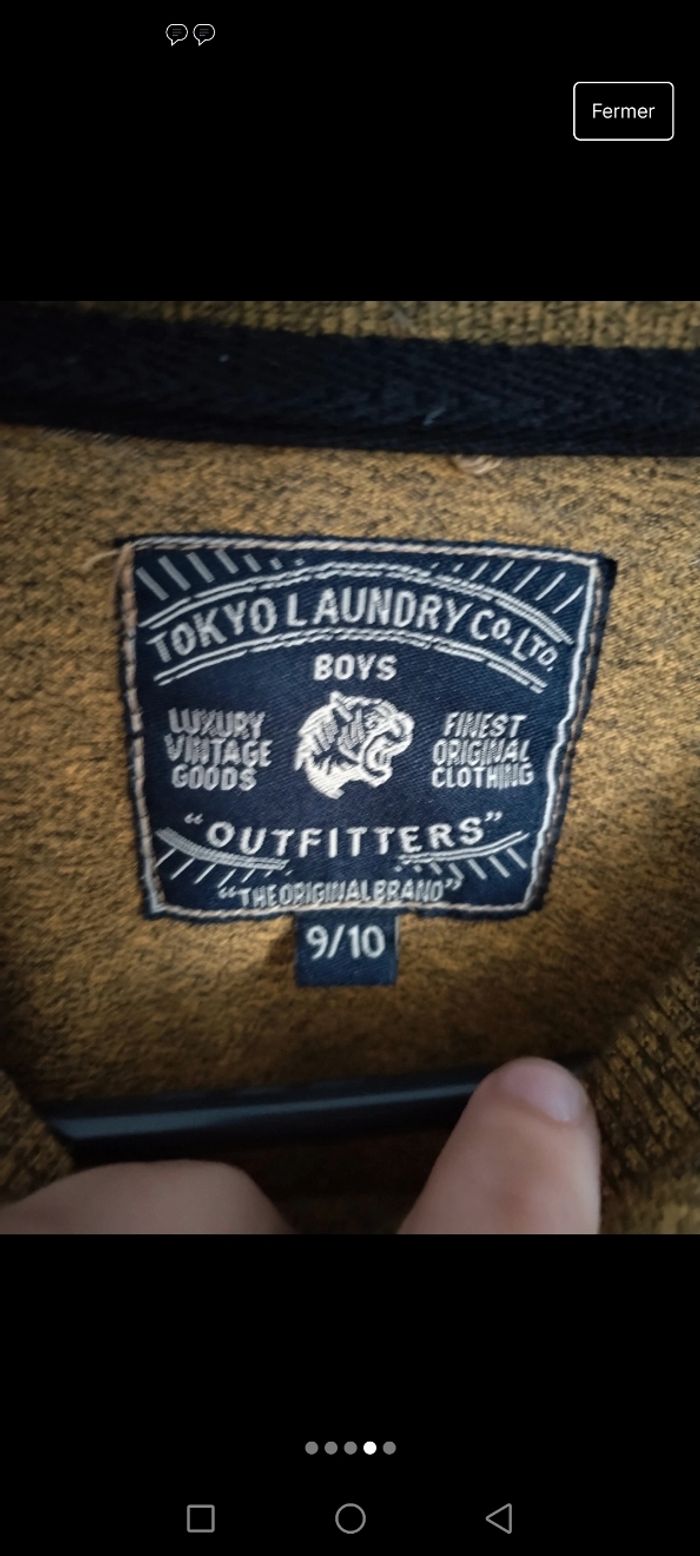 Fermer
TOKYO LAUNDRY CO. LTD.
BOYS
LUXURY
VINTAGE
GOODS
FINEST
ORIGINAL
CLOTHING
"OUTFITTERS"
"THE ORIGINAL BRAND"
9/10